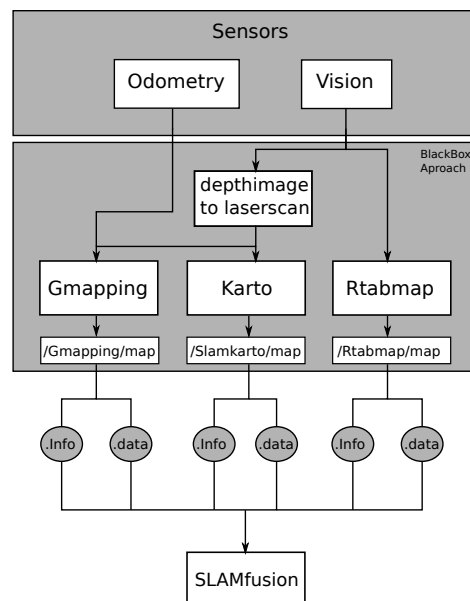 Sensors
Odometry
Vision
BlackBox
Aproach
depthimage
to laserscan
Gmapping
Karto
Rtabmap
/Gmapping/map
/Slamkarto/map
/Rtabmap/map
.Info
.data
.Info
.data
.Info
.data
SLAMfusion